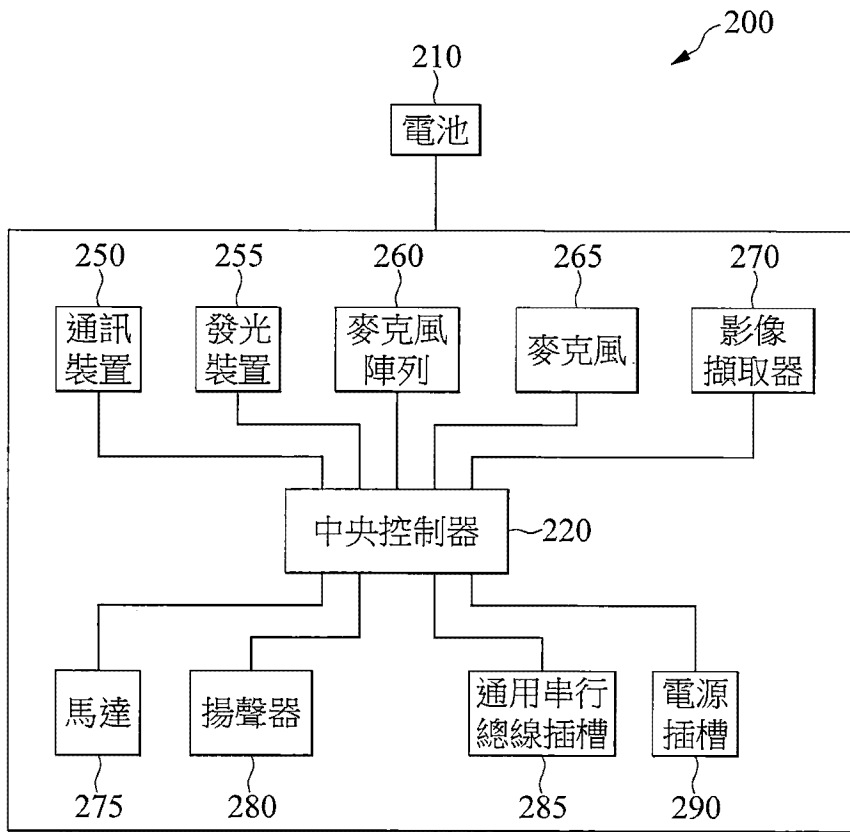 200
210
電池
250
255
260
265
270
通訊
裝置
發光
裝置
麥克風
陣列
麥克風
影像
擷取器
中央控制器
220
馬達
揚聲器
通用串行
總線插槽
電源
插槽
275
280
285
290